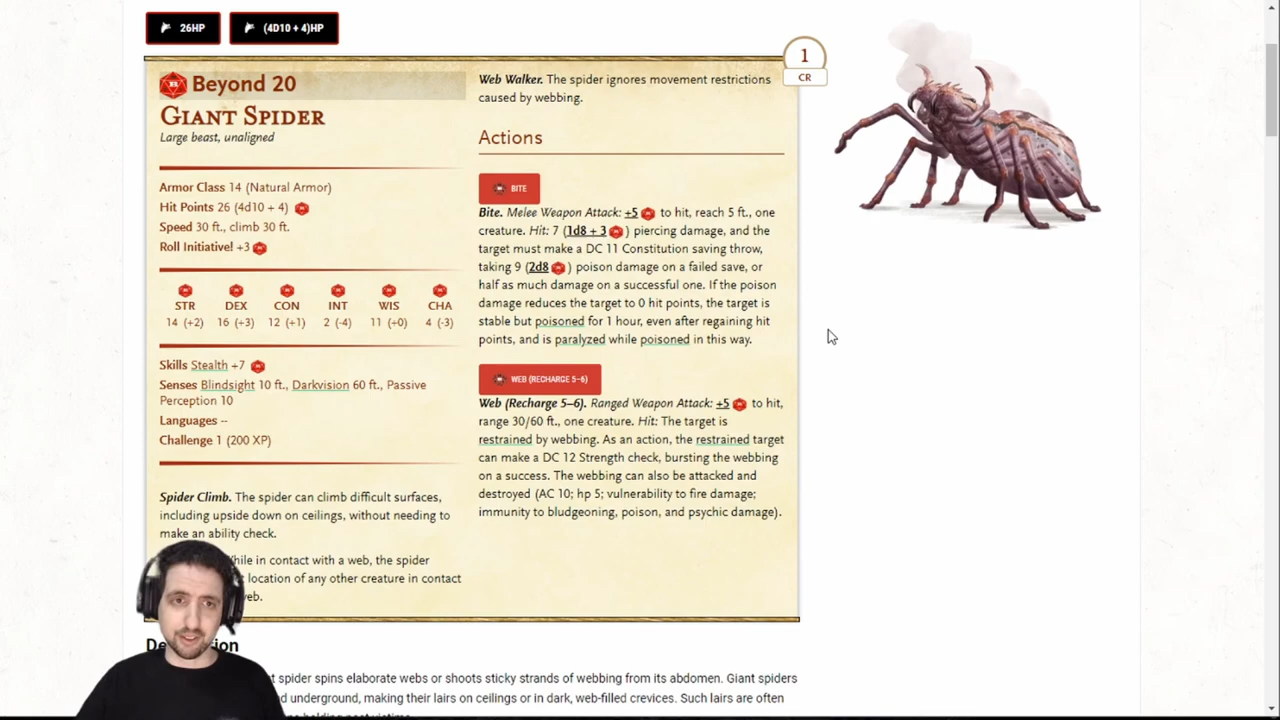 26HP
(4D10 + 4)HP
1
CR
Beyond 20
GIANT SPIDER
Large beast, unaligned
Armor Class 14 (Natural Armor)
Hit Points 26 (4d10 + 4)
Speed 30 ft., climb 30 ft.
Roll Initiative! +3
STR DEX CON INT WIS CHA
14 (+2) 16 (+3) 12 (+1) 2 (-4) 11 (+0) 4 (-3)
Skills Stealth +7
Senses Blindsight 10 ft., Darkvision 60 ft., Passive
Perception 10
Languages --
Challenge 1 (200 XP)
Spider Climb. The spider can climb difficult surfaces,
including upside down on ceilings, without needing to
make an ability check.
in contact with a web, the spider
location of any other creature in contact
Web Walker. The spider ignores movement restrictions
caused by webbing.
Actions
BITE
Bite. Melee Weapon Attack: +5 to hit, reach 5 ft., one
creature. Hit: 7 (1d8 + 3 ) piercing damage, and the
target must make a DC 11 Constitution saving throw,
taking 9 (2d8 ) poison damage on a failed save, or
half as much damage on a successful one. If the poison
damage reduces the target to 0 hit points, the target is
stable but poisoned for 1 hour, even after regaining hit
points, and is paralyzed while poisoned in this way.
WEB (RECHARGE 5–6)
Web (Recharge 5–6). Ranged Weapon Attack: +5 to hit,
range 30/60 ft., one creature. Hit: The target is
restrained by webbing. As an action, the restrained target
can make a DC 12 Strength check, bursting the webbing
on a success. The webbing can also be attacked and
destroyed (AC 10; hp 5; vulnerability to fire damage;
immunity to bludgeoning, poison, and psychic damage).
spider spins elaborate webs or shoots sticky strands of webbing from its abdomen. Giant spiders
underground, making their lairs on ceilings or in dark, web-filled crevices. Such lairs are often